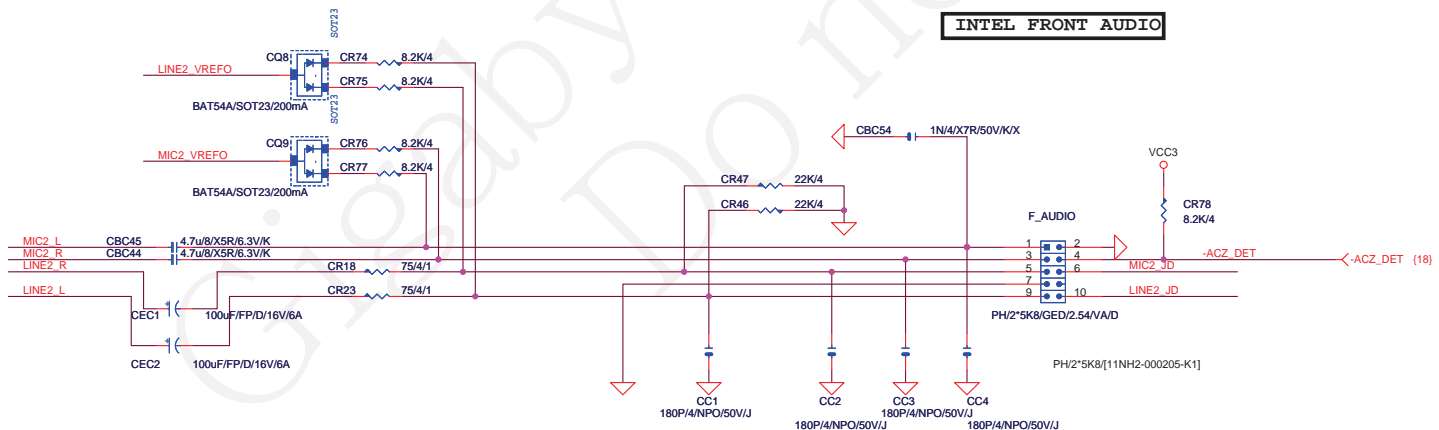 INTEL FRONT AUDIO
SOT23
CQ8
CR74
8.2K/4
LINE2_VREFO
CR75
8.2K/4
BAT54A/SOT23/200mA
SOT23
CQ9
CR76
8.2K/4
MIC2_VREFO
CR77
8.2K/4
BAT54A/SOT23/200mA
CBC54
1N/4/X7R/50V/K/X
VCC3
CR47
22K/4
CR46
22K/4
CR78
8.2K/4
F_AUDIO
MIC2_L
CBC45
4.7u/8/X5R/6.3V/K
MIC2_R
CBC44
4.7u/8/X5R/6.3V/K
LINE2_R
CR18
75/4/1
LINE2_L
CR23
75/4/1
1
2
3
4
5
6
7
9
10
-ACZ_DET
-ACZ_DET {18}
MIC2_JD
LINE2_JD
CEC1
100uF/FP/D/16V/6A
CEC2
100uF/FP/D/16V/6A
PH/2*5K8/GED/2.54/VA/D
PH/2*5K8/[11NH2-000205-K1]
CC1
180P/4/NPO/50V/J
CC2
180P/4/NPO/50V/J
CC3
180P/4/NPO/50V/J
CC4
180P/4/NPO/50V/J
Gigaby
Do no